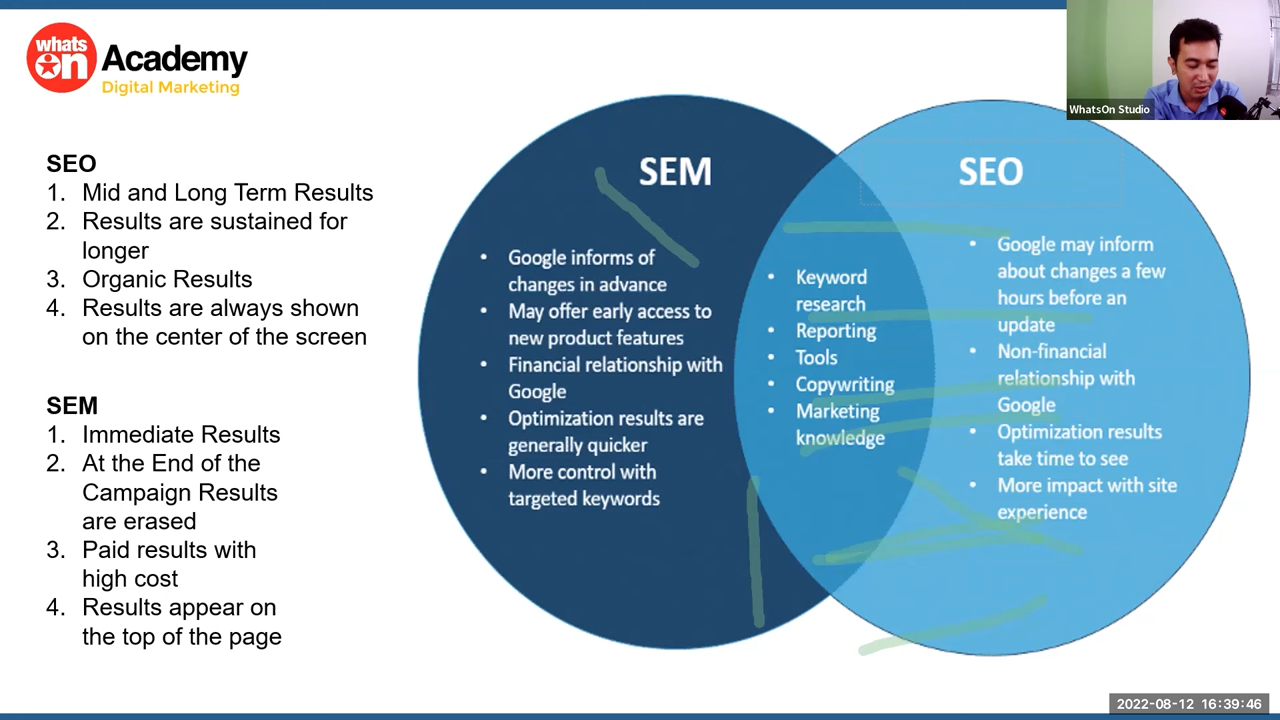 whats
on
Academy
Digital Marketing
WhatsOn Studio
SEO
1. Mid and Long Term Results
2. Results are sustained for
longer
3. Organic Results
4. Results are always shown
on the center of the screen
SEM
1. Immediate Results
2. At the End of the
Campaign Results
are erased
3. Paid results with
high cost
4. Results appear on
the top of the page
SEM
• Google informs of
changes in advance
• May offer early access to
new product features
• Financial relationship with
Google
• Optimization results are
generally quicker
• More control with
targeted keywords
• Keyword
research
• Reporting
• Tools
• Copywriting
• Marketing
knowledge
SEO
• Google may inform
about changes a few
hours before an
update
• Non-financial
relationship with
Google
• Optimization results
take time to see
• More impact with site
experience
2022-08-12 16:39:46